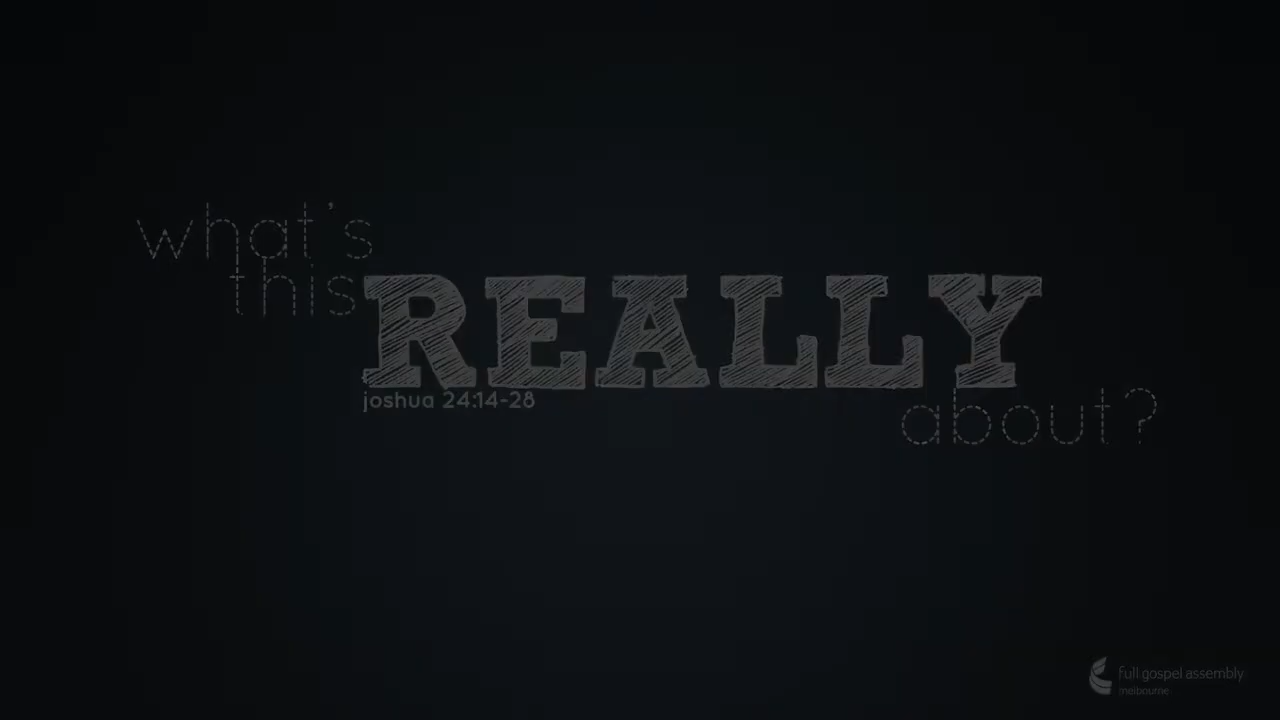 what's
this REALLY
joshua 24:14-28
about?
full gospel assembly
melbourne